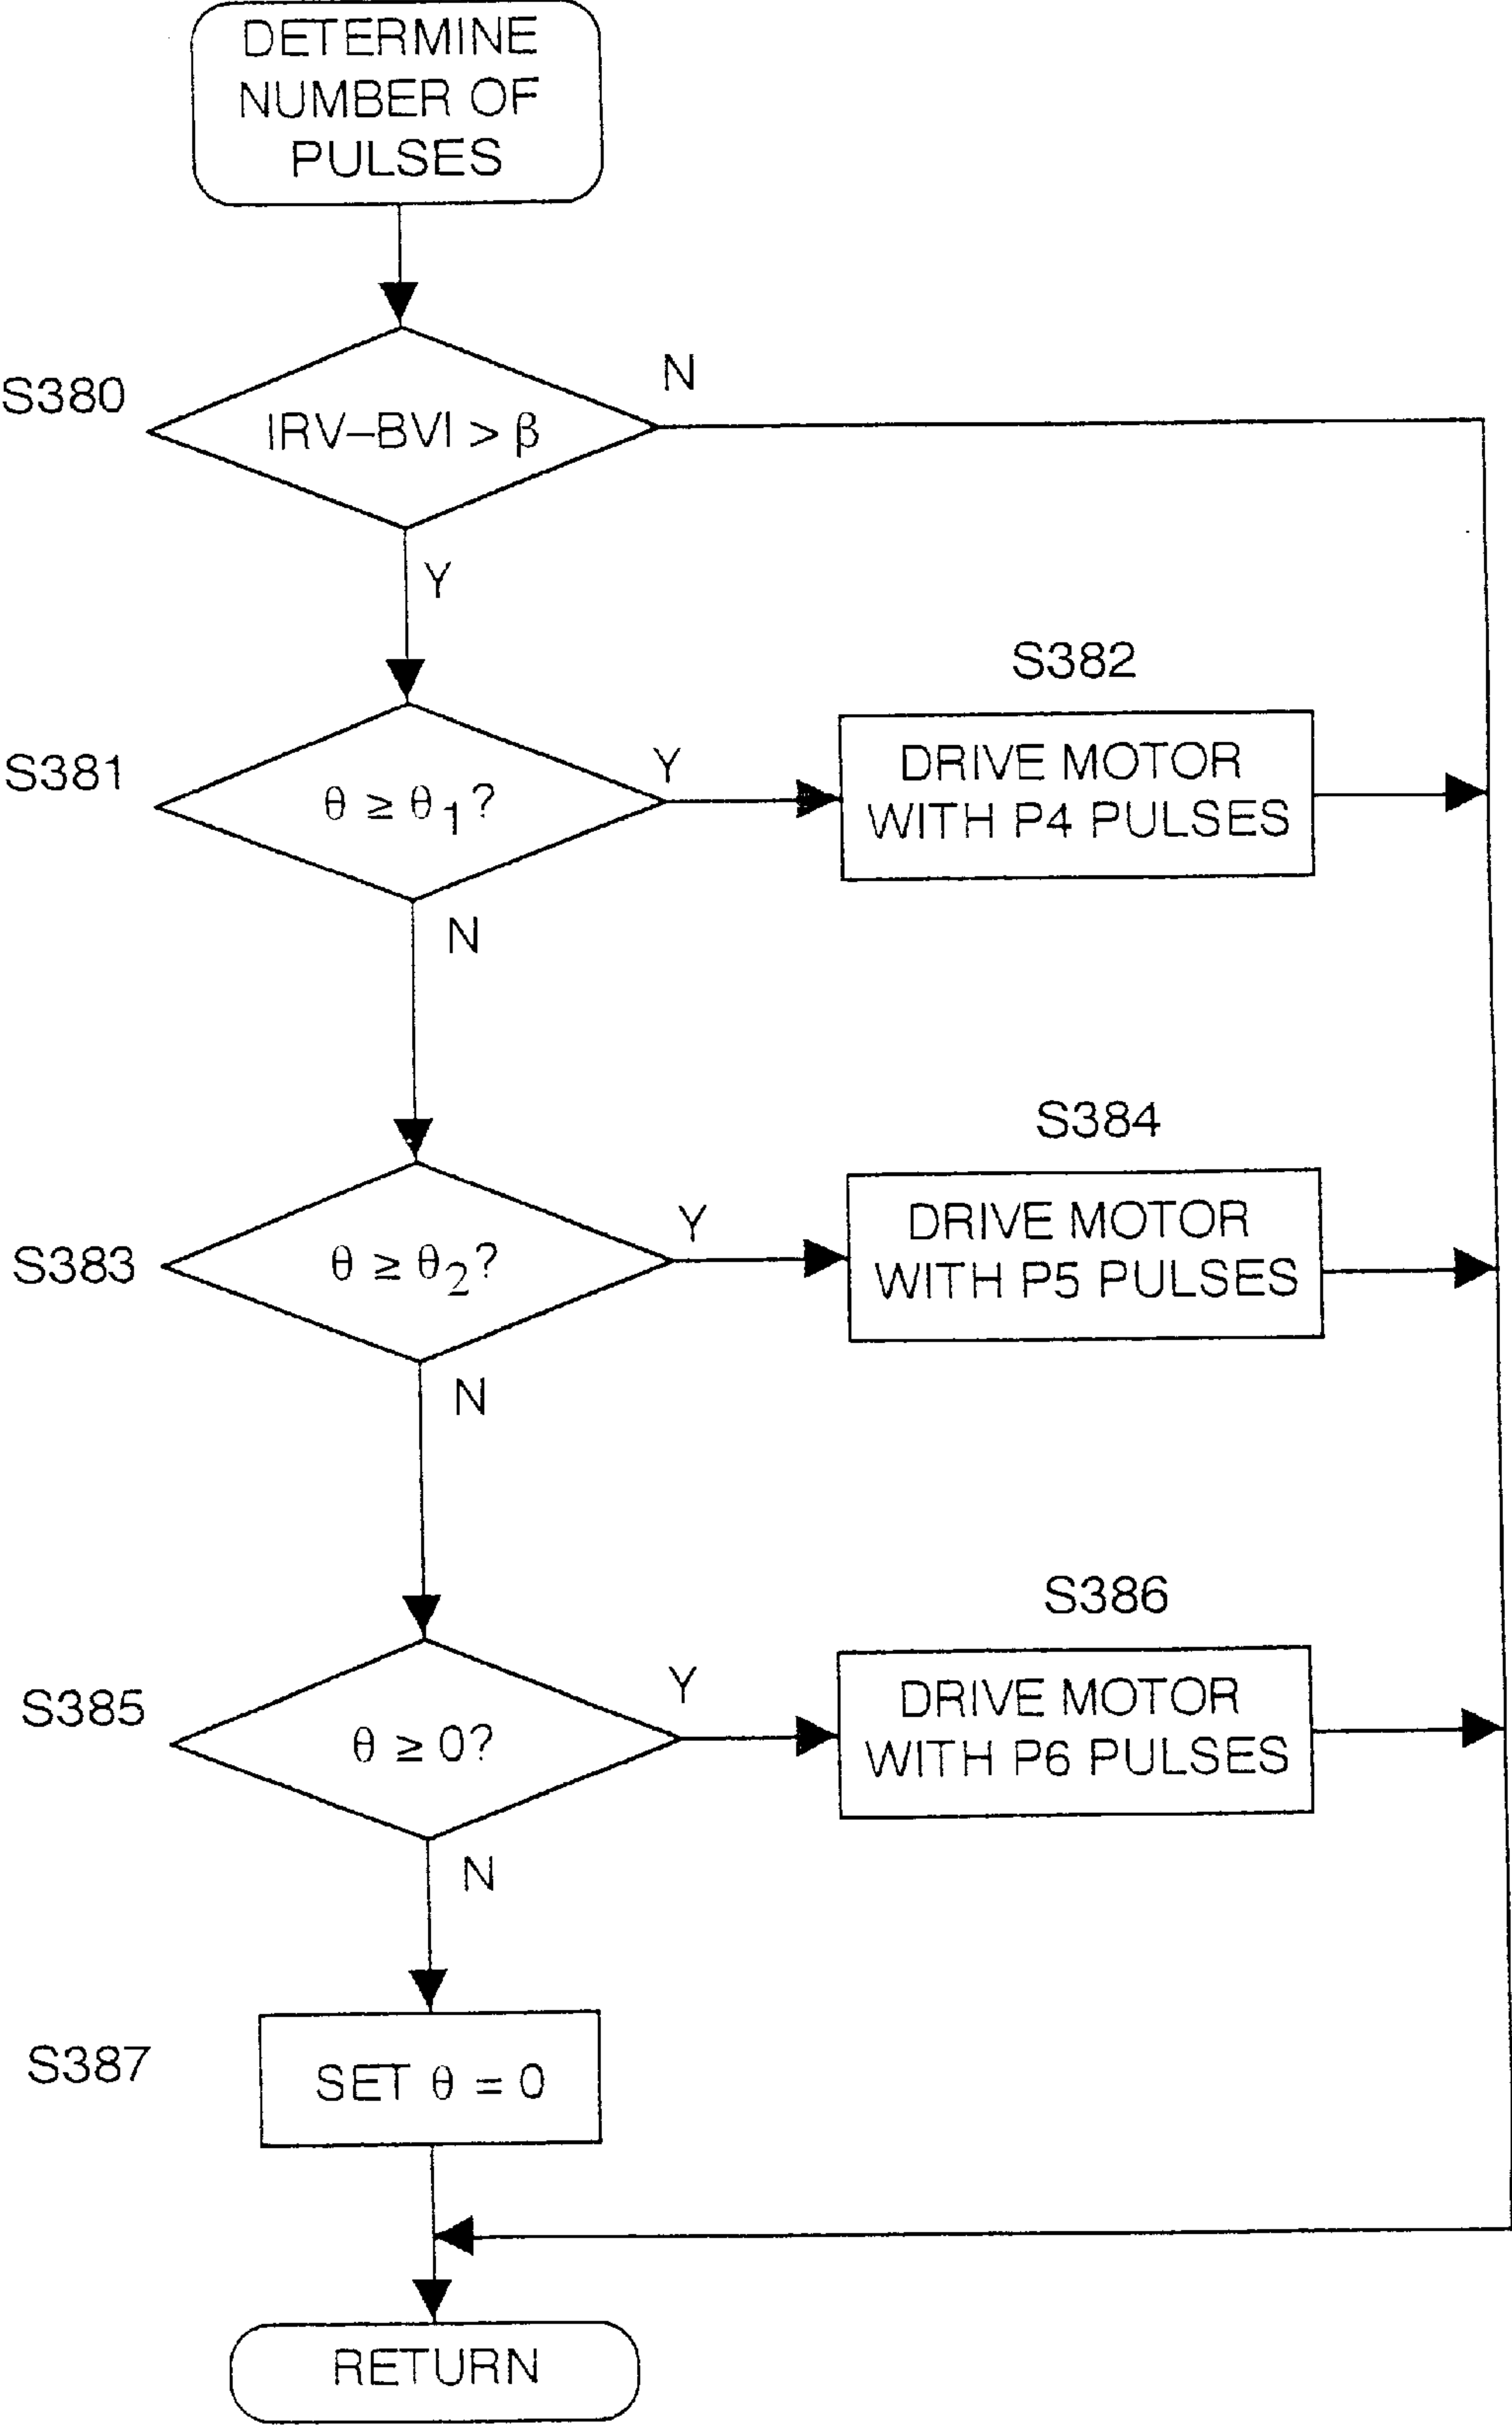 DETERMINE
NUMBER OF
PULSES
S380
IRV–BVI > β
N
Y
S381
θ ≥ θ1?
Y
S382
DRIVE MOTOR
WITH P4 PULSES
N
S383
θ ≥ θ2?
Y
S384
DRIVE MOTOR
WITH P5 PULSES
N
S385
θ ≥ 0?
Y
S386
DRIVE MOTOR
WITH P6 PULSES
N
S387
SET θ = 0
RETURN